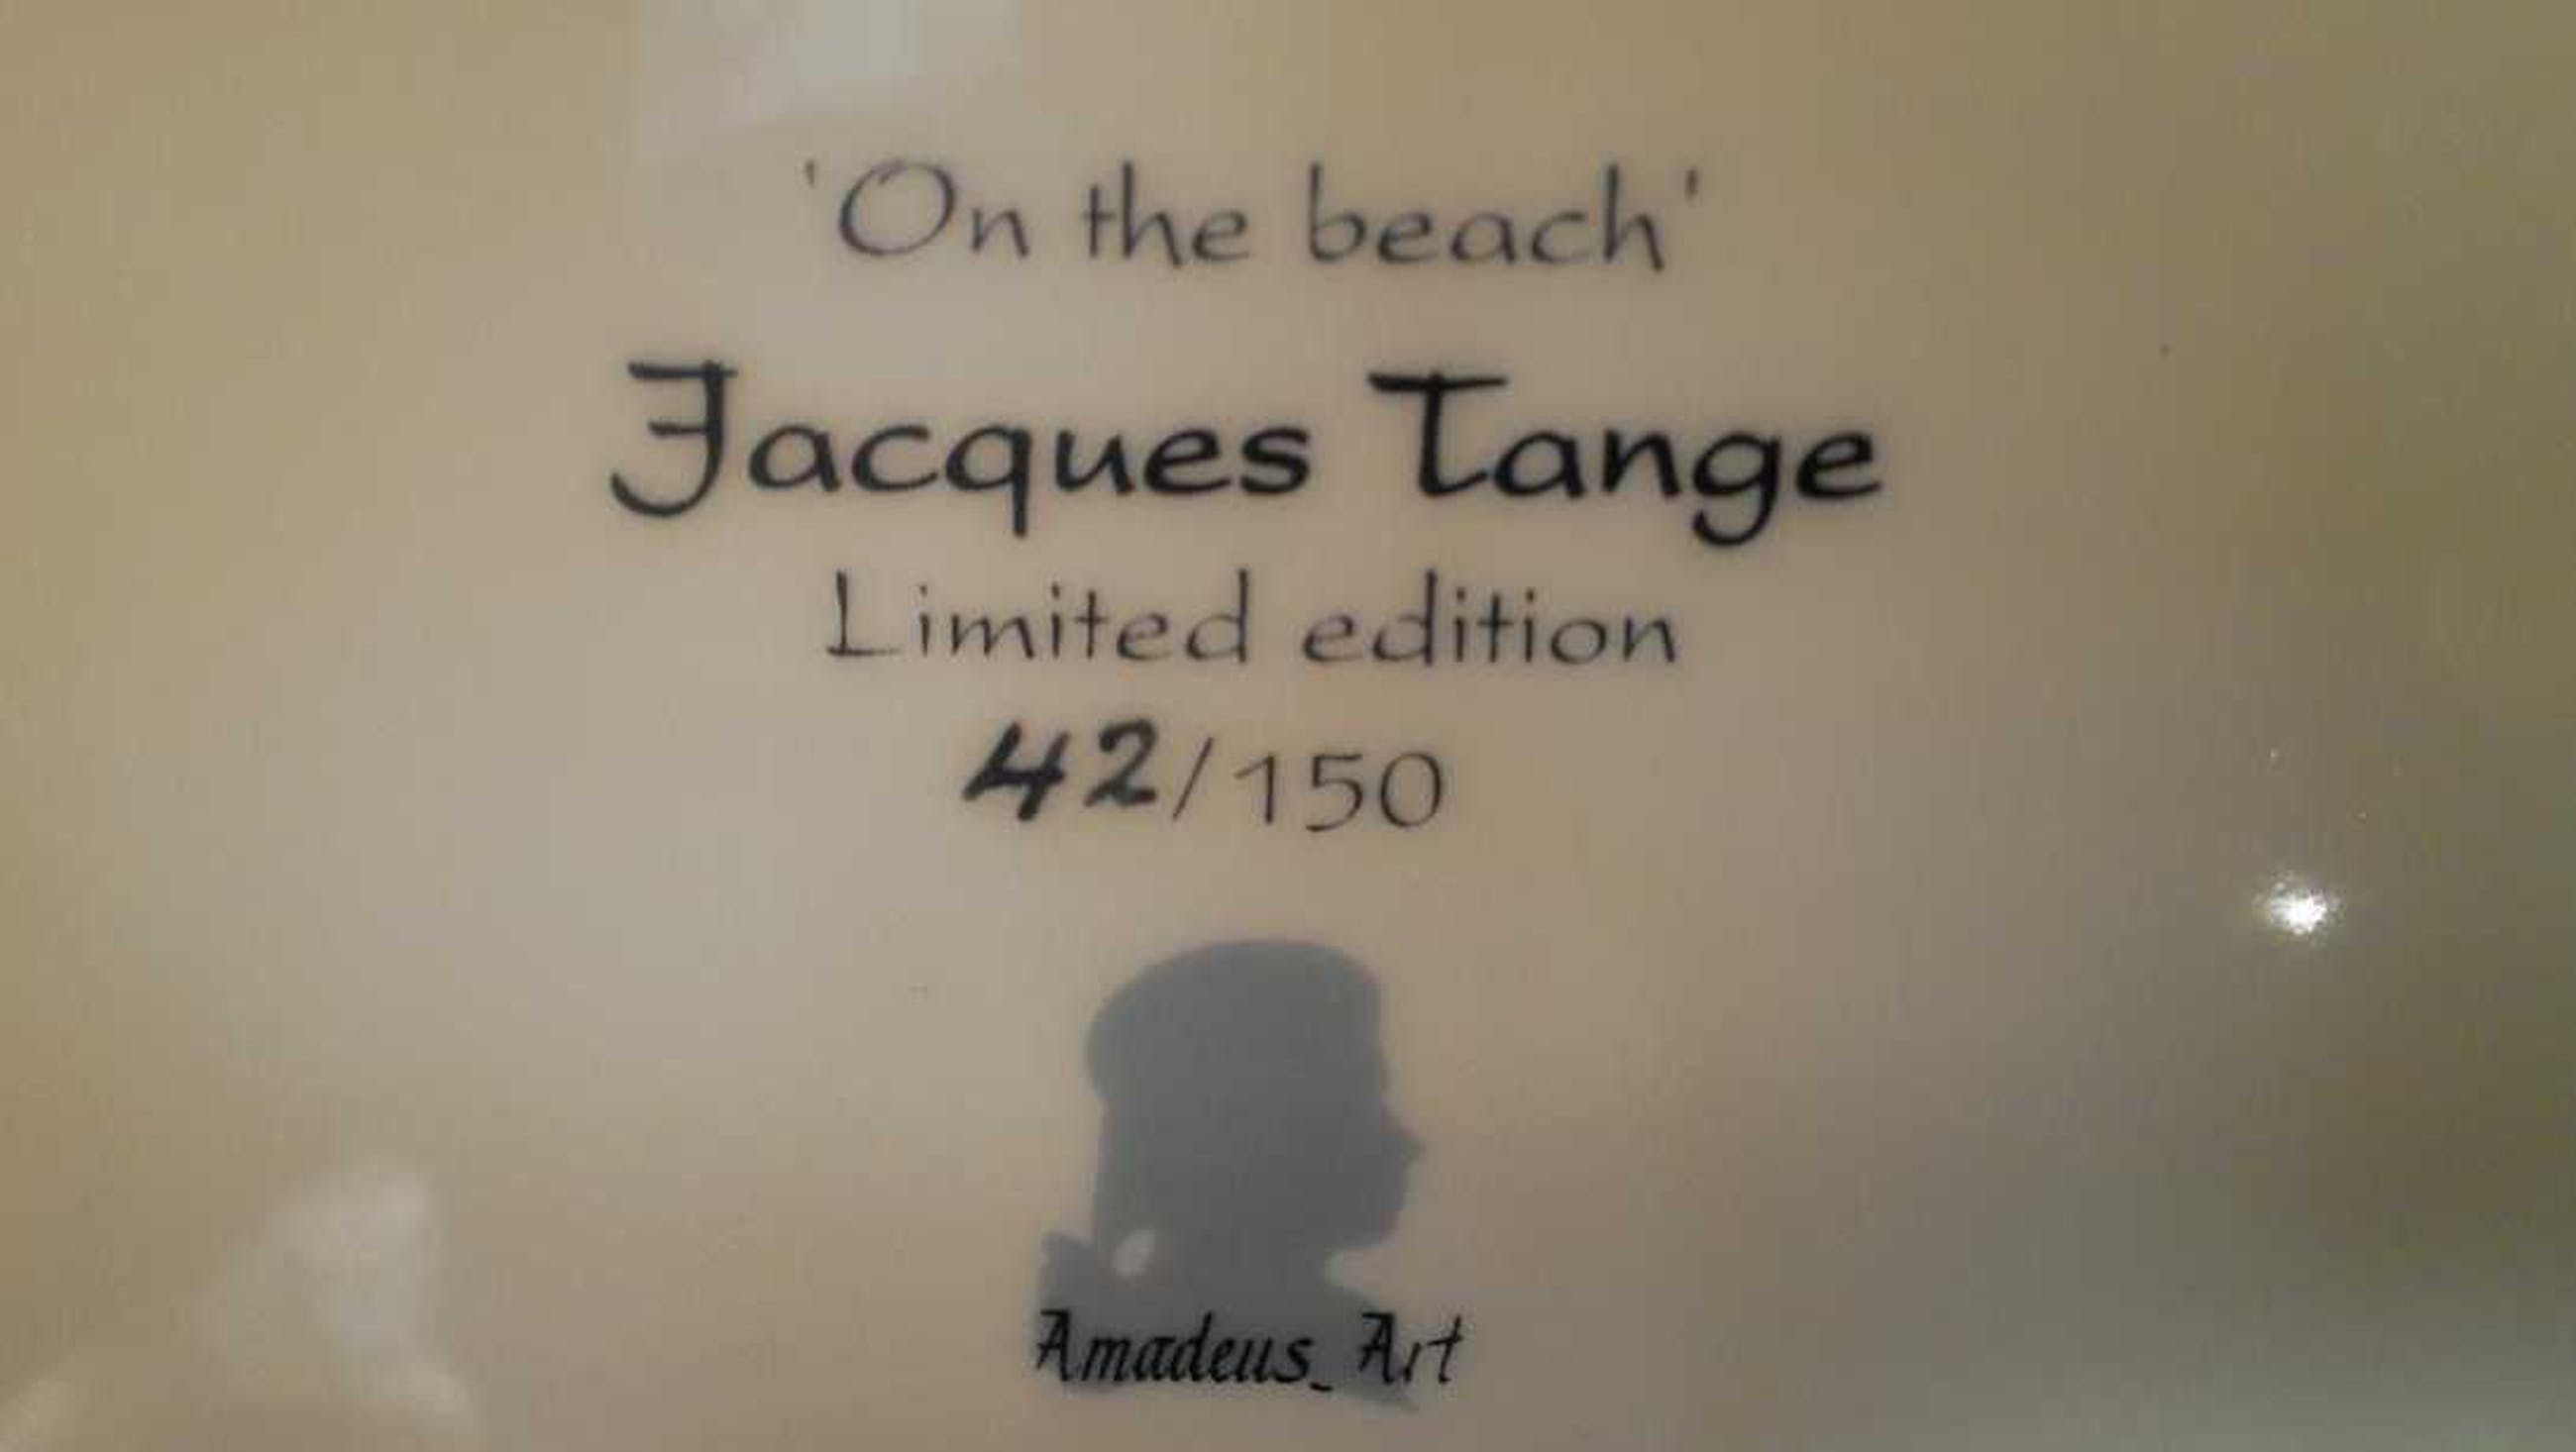 'On the beach'
Jacques Tange
Limited edition
42/150
Amadeus_Art